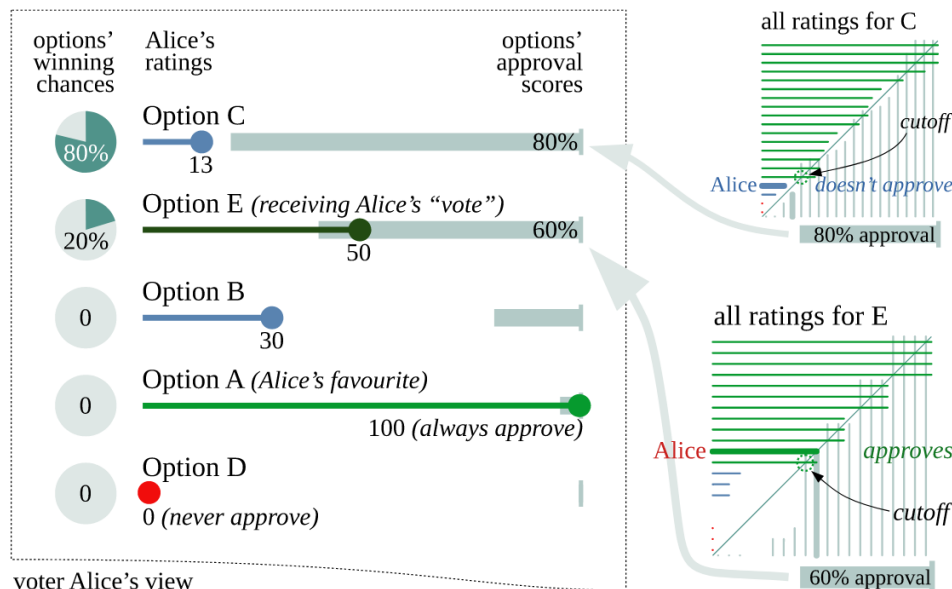 options’ winning chances
Alice’s ratings
options’ approval scores
Option C
80%
13
80%
Option E (receiving Alice’s “vote”)
20%
50
60%
Option B
0
30
Option A (Alice’s favourite)
0
100 (always approve)
Option D
0
0 (never approve)
voter Alice’s view
all ratings for C
cutoff
Alice
doesn’t approve
80% approval
all ratings for E
Alice
approves
cutoff
60% approval